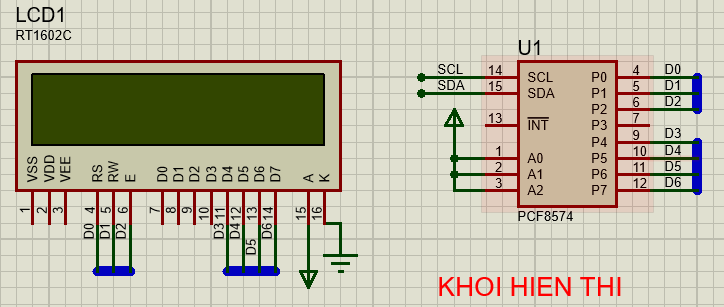 LCD1
RT1602C
VSS VDD VEE RS RW E D0 D1 D2 D3 D4 D5 D6 D7 A K
1 2 3 4 5 6 7 8 9 10 11 12 13 14 15 16
D0 D1 D2 D3 D4 D5 D6
U1
SCL 14 SCL P0 4 D0
SDA 15 SDA P1 5 D1
P2 6 D2
13 INT P3 7
P4 9 D3
1 A0 P5 10 D4
2 A1 P6 11 D5
3 A2 P7 12 D6
PCF8574
KHOI HIEN THI